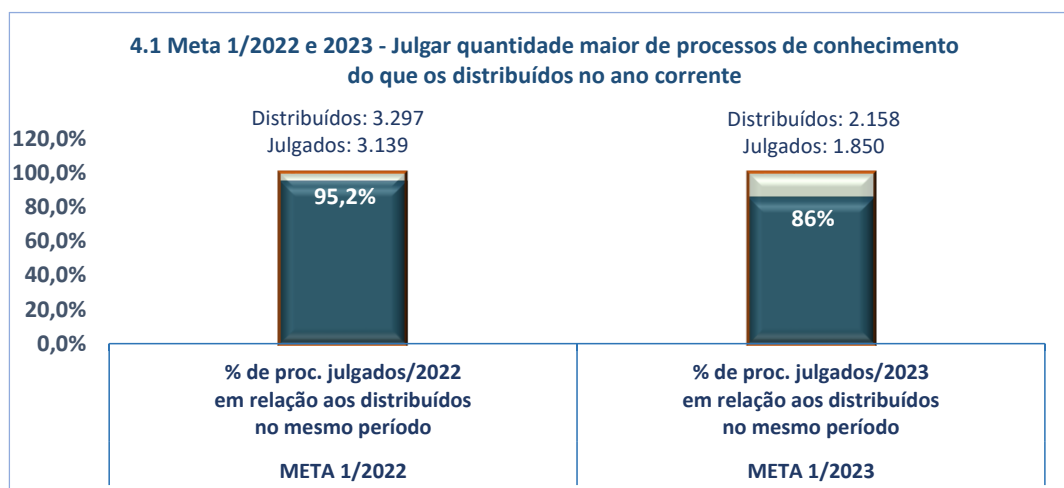 4.1 Meta 1/2022 e 2023 - Julgar quantidade maior de processos de conhecimento
do que os distribuídos no ano corrente
Distribuídos: 3.297
Julgados: 3.139
Distribuídos: 2.158
Julgados: 1.850
120,0%
100,0%
80,0%
60,0%
40,0%
20,0%
0,0%
95,2%
86%
% de proc. julgados/2022
em relação aos distribuídos
no mesmo período
META 1/2022
% de proc. julgados/2023
em relação aos distribuídos
no mesmo período
META 1/2023